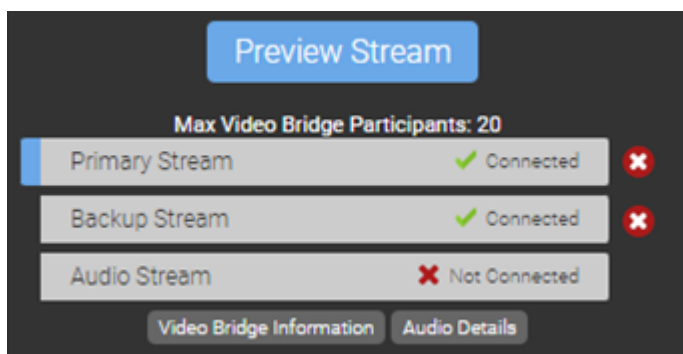 Preview Stream
Max Video Bridge Participants: 20
Primary Stream Connected
Backup Stream Connected
Audio Stream Not Connected
Video Bridge Information Audio Details